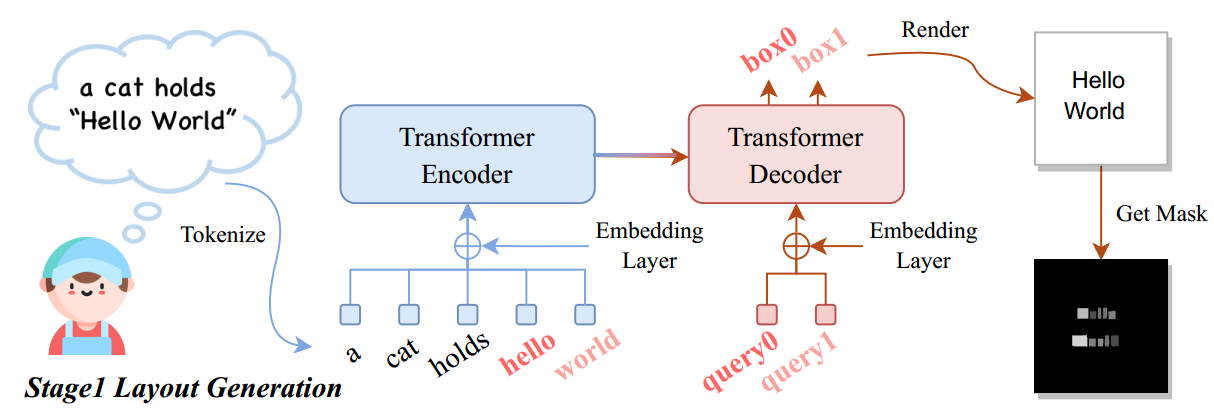 a cat holds
“Hello World”
Tokenize
Stage1 Layout Generation
Transformer
Encoder
Embedding
Layer
a
cat
holds
hello
world
box0
box1
Transformer
Decoder
Embedding
Layer
query0
query1
Render
Hello
World
Get Mask